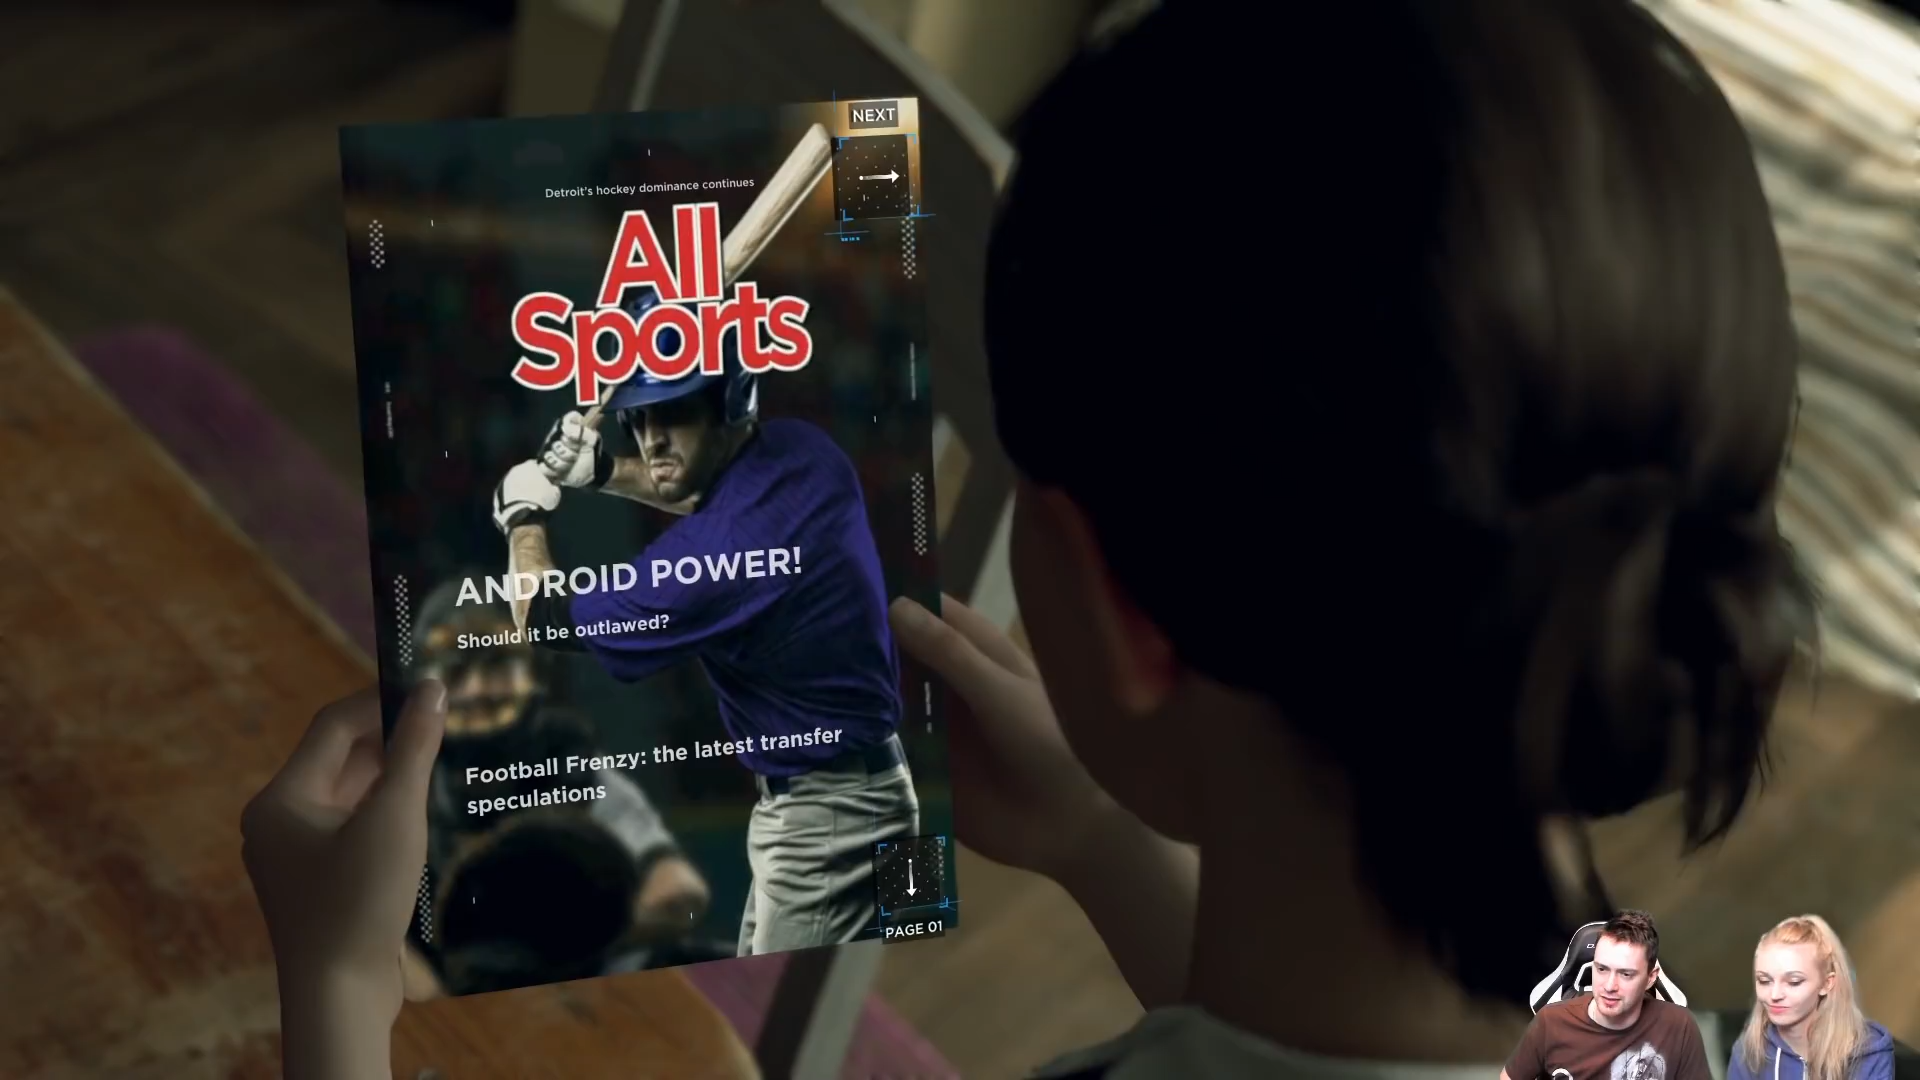 NEXT
Detroit's hockey dominance continues
All
Sports
ANDROID POWER!
Should it be outlawed?
Football Frenzy: the latest transfer
speculations
PAGE 01